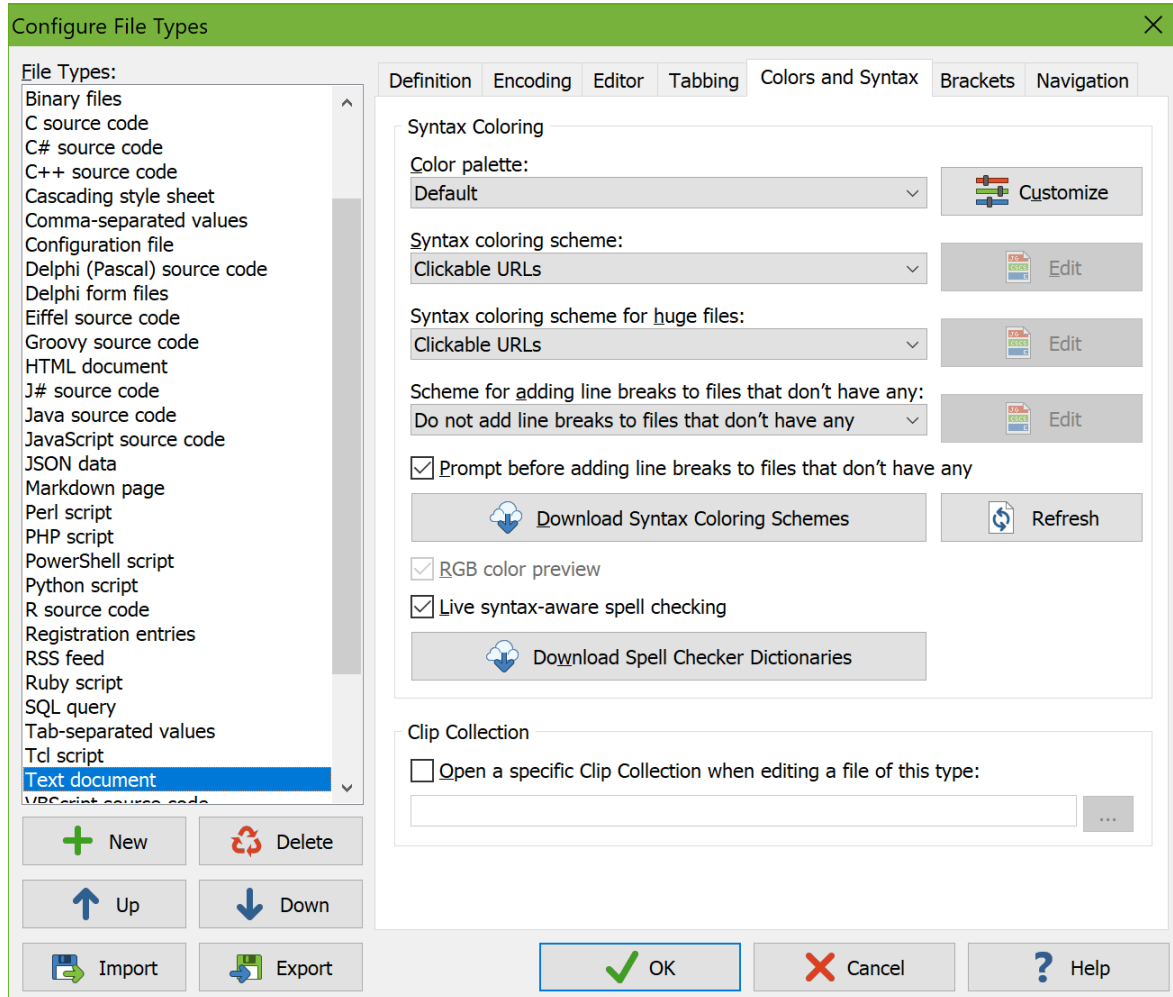 Configure File Types
File Types:
Binary files
C source code
C# source code
C++ source code
Cascading style sheet
Comma-separated values
Configuration file
Delphi (Pascal) source code
Delphi form files
Eiffel source code
Groovy source code
HTML document
J# source code
Java source code
JavaScript source code
JSON data
Markdown page
Perl script
PHP script
PowerShell script
Python script
R source code
Registration entries
RSS feed
Ruby script
SQL query
Tab-separated values
Tcl script
Text document
VBScript source code
New
Delete
Up
Down
Import
Export
Definition Encoding Editor Tabbing Colors and Syntax Brackets Navigation
Syntax Coloring
Color palette:
Default
Customize
Syntax coloring scheme:
Clickable URLs
Edit
Syntax coloring scheme for huge files:
Clickable URLs
Edit
Scheme for adding line breaks to files that don’t have any:
Do not add line breaks to files that don’t have any
Edit
Prompt before adding line breaks to files that don’t have any
Download Syntax Coloring Schemes
Refresh
RGB color preview
Live syntax-aware spell checking
Download Spell Checker Dictionaries
Clip Collection
Open a specific Clip Collection when editing a file of this type:
...
OK
Cancel
? Help